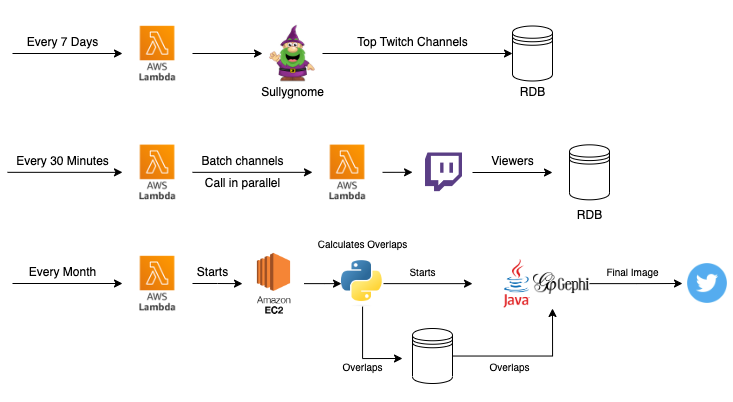 Every 7 Days
AWS
Lambda
Sullygnome
Top Twitch Channels
RDB
Every 30 Minutes
AWS
Lambda
Batch channels
Call in parallel
AWS
Lambda
Viewers
RDB
Every Month
AWS
Lambda
Starts
Amazon
EC2
Calculates Overlaps
Starts
Java
Gephi
Final Image
Overlaps
Overlaps